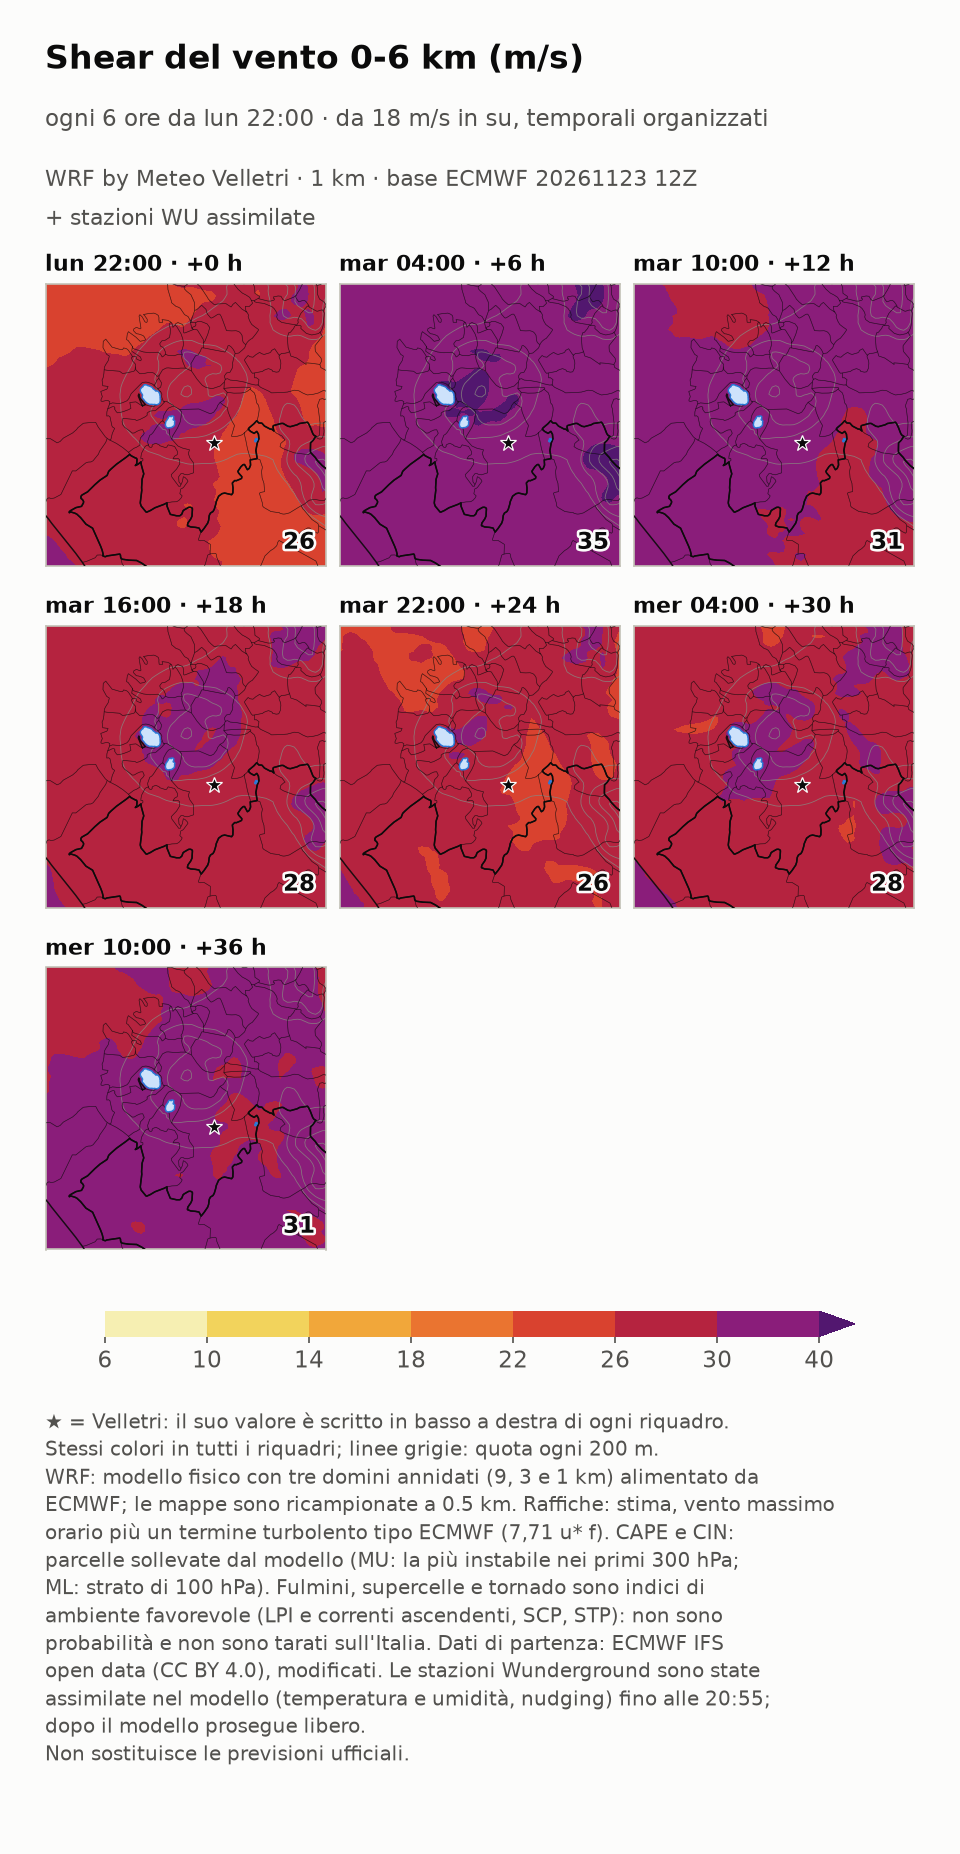 Shear del vento 0-6 km (m/s)
ogni 6 ore da lun 22:00 · da 18 m/s in su, temporali organizzati
WRF by Meteo Velletri · 1 km · base ECMWF 20261123 12Z
+ stazioni WU assimilate
lun 22:00 · +0 h
mar 04:00 · +6 h
mar 10:00 · +12 h
26
35
31
mar 16:00 · +18 h
mar 22:00 · +24 h
mer 04:00 · +30 h
28
26
28
mer 10:00 · +36 h
31
6 10 14 18 22 26 30 40
★ = Velletri: il suo valore è scritto in basso a destra di ogni riquadro.
Stessi colori in tutti i riquadri; linee grigie: quota ogni 200 m.
WRF: modello fisico con tre domini annidati (9, 3 e 1 km) alimentato da
ECMWF; le mappe sono ricampionate a 0.5 km. Raffiche: stima, vento massimo
orario più un termine turbolento tipo ECMWF (7,71 u* f). CAPE e CIN:
parcelle sollevate dal modello (MU: la più instabile nei primi 300 hPa;
ML: strato di 100 hPa). Fulmini, supercelle e tornado sono indici di
ambiente favorevole (LPI e correnti ascendenti, SCP, STP): non sono
probabilità e non sono tarati sull'Italia. Dati di partenza: ECMWF IFS
open data (CC BY 4.0), modificati. Le stazioni Wunderground sono state
assimilate nel modello (temperatura e umidità, nudging) fino alle 20:55;
dopo il modello prosegue libero.
Non sostituisce le previsioni ufficiali.